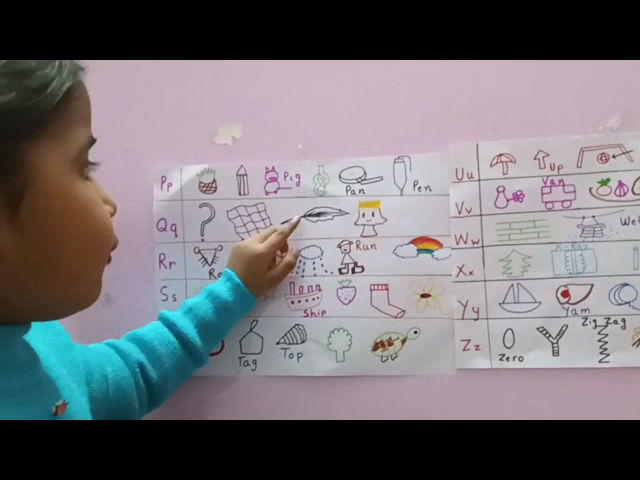 Pp Pig Pan Pen
Qq ?
Rr Run
Ss Ship
Tag Top
Uu Up
Vv Van
Ww
Xx
Yy Yam
Zz Zero Zig Zag